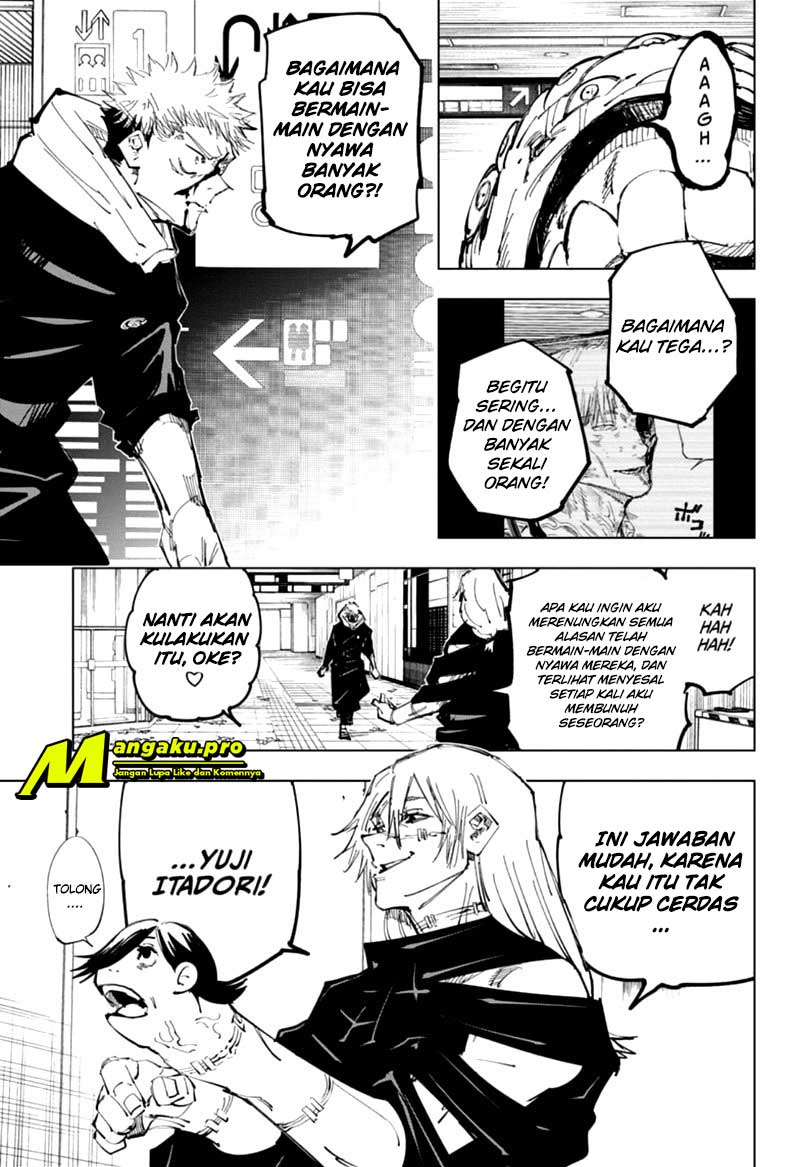 AAAGH
...
BAGAIMANA
KAU TEGA...?
BEGITU
SERING...
DAN DENGAN
BANYAK
SEKALI
ORANG!
ボコ
BAGAIMANA
KAU BISA
BERMAIN-
MAIN DENGAN
NYAWA
BANYAK
ORANG?!
1
KAH
HAH
HAH!
APA KAU INGIN AKU
MERENUNGKAN SEMUA
ALASAN TELAH
BERMAIN-MAIN DENGAN
NYAWA MEREKA, DAN
TERLIHAT MENYESAL
SETIAP KALI AKU
MEMBUNUH
SESEORANG?
NANTI AKAN
KULAKUKAN
ITU, OKE?
♡
Mangaku.pro
Jangan Lupa Like dan Komennya
INI JAWABAN
MUDAH, KARENA
KAU ITU TAK
CUKUP CERDAS
...
...YUJI
ITADORI!
TOLONG
....